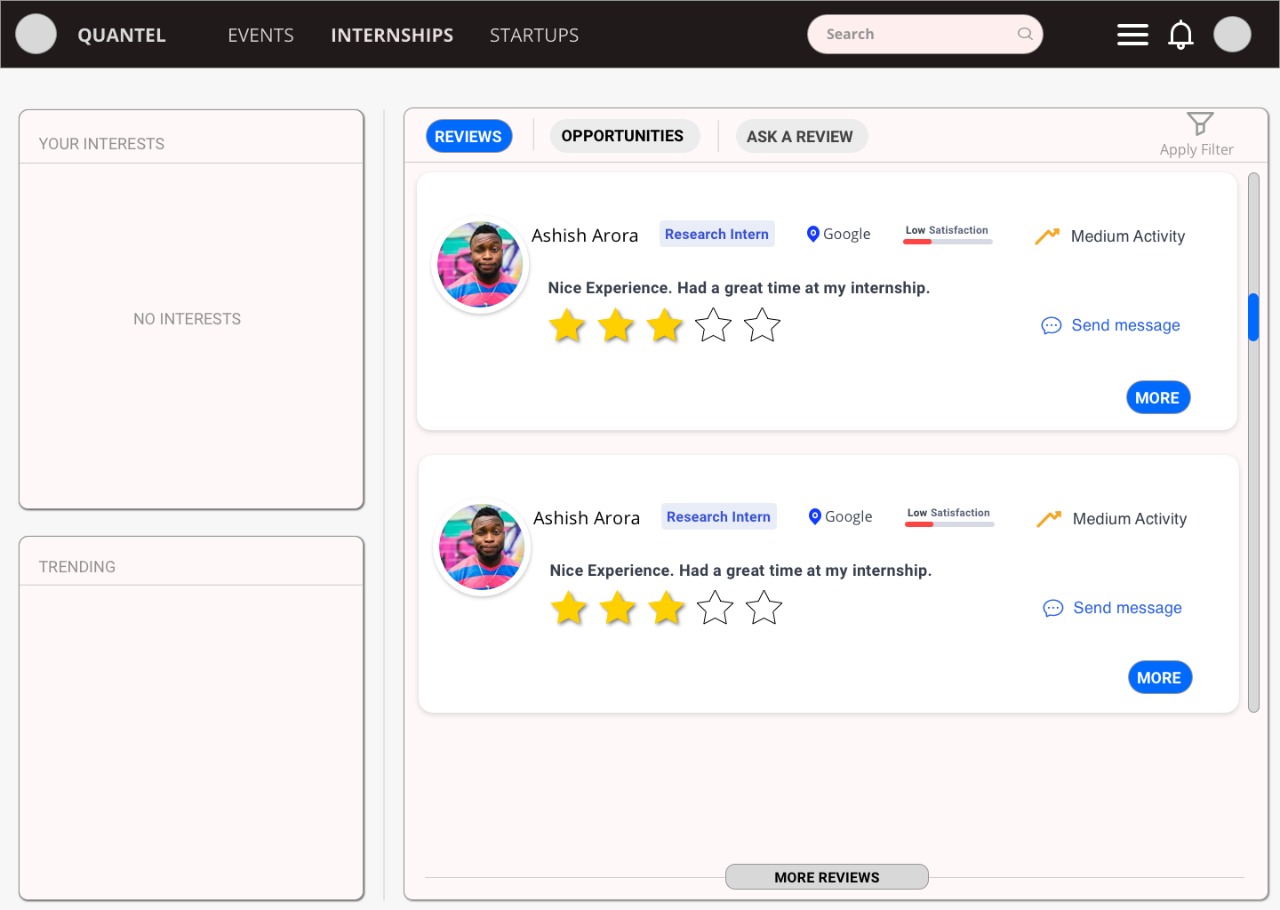 QUANTEL EVENTS INTERNSHIPS STARTUPS Search
YOUR INTERESTS
NO INTERESTS
TRENDING
REVIEWS OPPORTUNITIES ASK A REVIEW Apply Filter
Ashish Arora Research Intern Google Low Satisfaction Medium Activity
Nice Experience. Had a great time at my internship.
Send message
MORE
Ashish Arora Research Intern Google Low Satisfaction Medium Activity
Nice Experience. Had a great time at my internship.
Send message
MORE
MORE REVIEWS